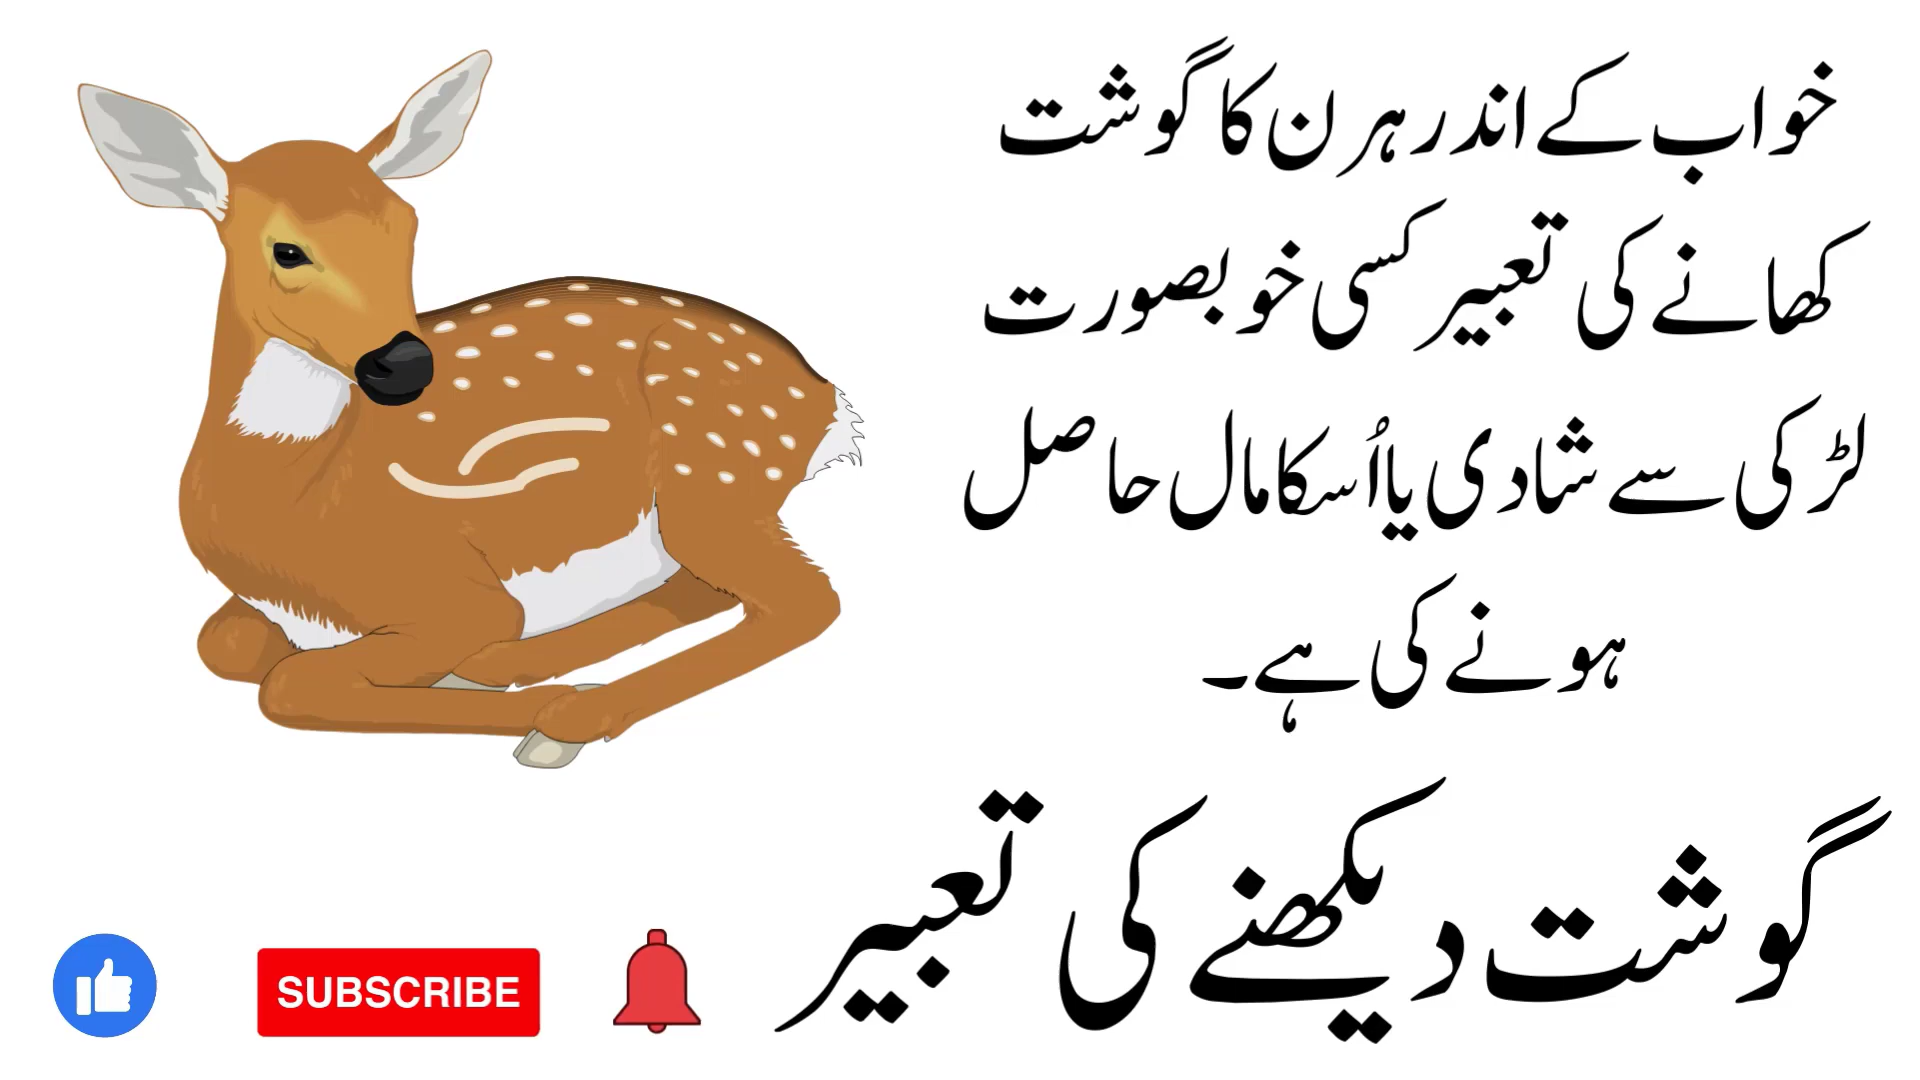 خواب کے اندر ہرن کا گوشت
کھانے کی تعبیر کسی خوبصورت
لڑکی سے شادی یا اُسکا مال حاصل
ہونے کی ہے۔
گوشت دیکھنے کی تعبیر
SUBSCRIBE